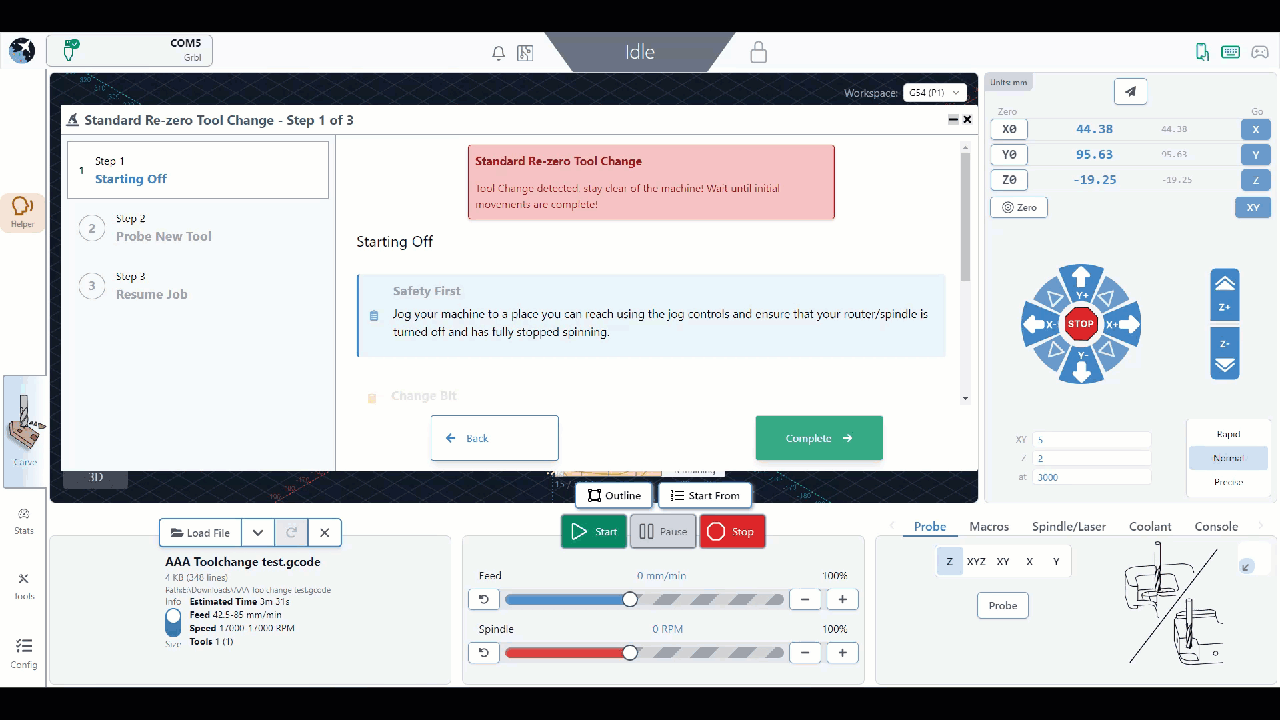 COM5
Grbl
Idle
Units: mm
Workspace: G54 (P1)
Zero
Go
X0 44.38 44.38 X
Y0 95.63 95.63 Y
Z0 -19.25 -19.25 Z
Zero
XY
Standard Re-zero Tool Change - Step 1 of 3
1
Step 1
Starting Off
2
Step 2
Probe New Tool
3
Step 3
Resume Job
Standard Re-zero Tool Change
Tool Change detected, stay clear of the machine! Wait until initial
movements are complete!
Starting Off
Safety First
Jog your machine to a place you can reach using the jog controls and ensure that your router/spindle is
turned off and has fully stopped spinning.
Change Bit
Back
Complete
Helper
Carve
Stats
Tools
Config
Y+
X-
STOP
X+
Y-
Z+
Z-
XY 5
Z 2
at 3000
Rapid
Normal
Precise
3D
Outline
Start From
Start
Pause
Stop
Load File
AAA Toolchange test.gcode
4 KB (348 lines)
Info
Size
Estimated Time 3m 31s
Feed 42.5-85 mm/min
Speed 17000-17000 RPM
Tools 1 (1)
Feed 0 mm/min 100%
Spindle 0 RPM 100%
Probe Macros Spindle/Laser Coolant Console
Z XYZ XY X Y
Probe